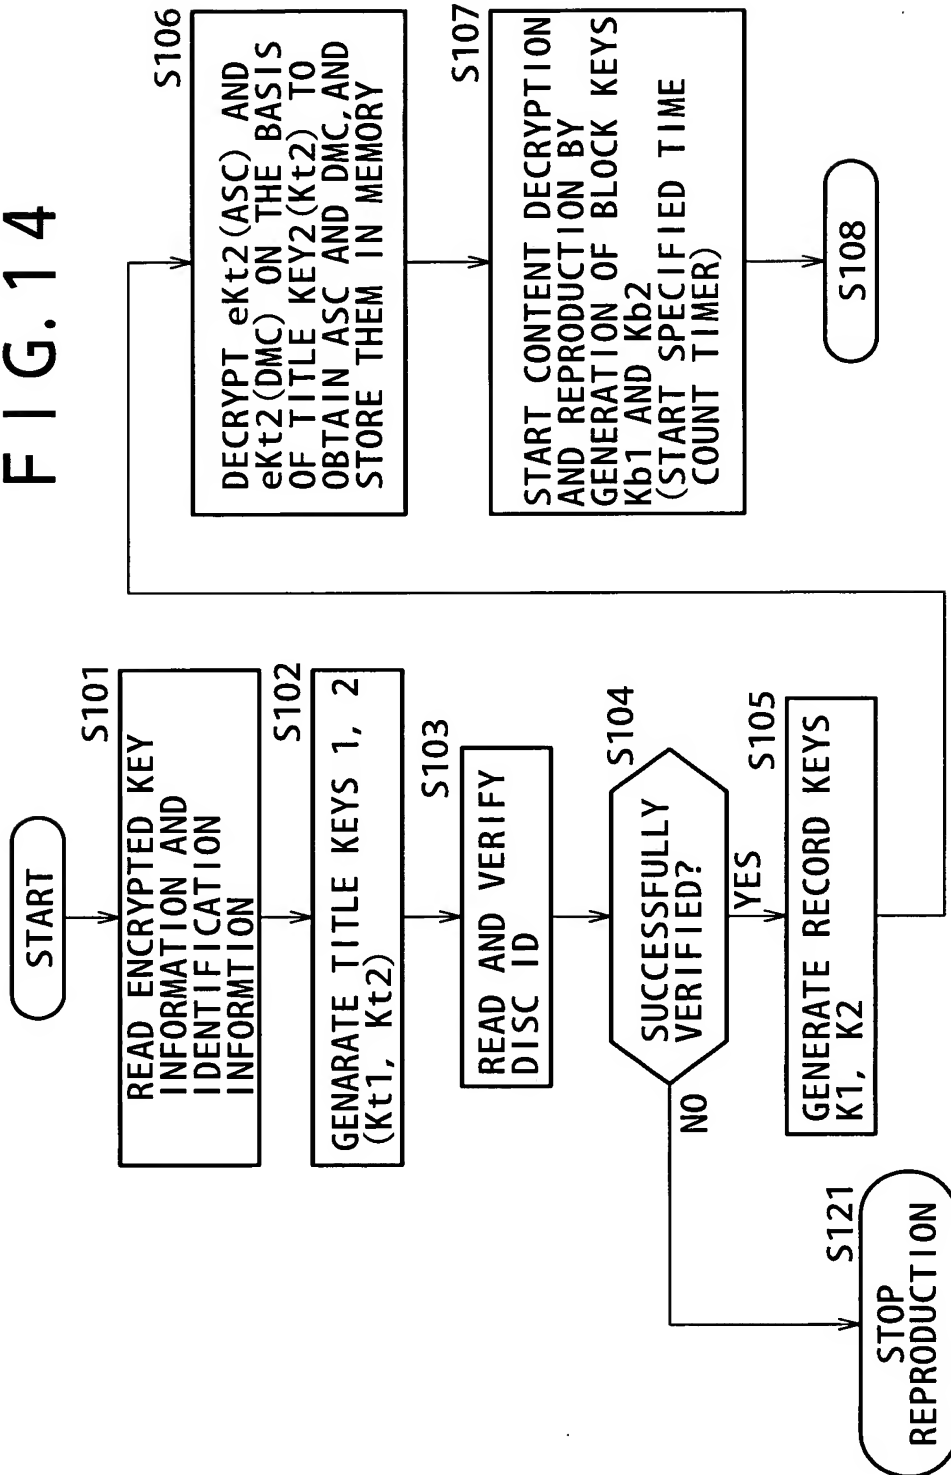 FIG.14
START
S101
READ ENCRYPTED KEY
INFORMATION AND
IDENTIFICATION
INFORMTION
S102
GENARATE TITLE KEYS 1, 2
(Kt1, Kt2)
S103
READ AND VERIFY
DISC ID
S104
SUCCESSFULLY
VERIFIED?
NO
YES
S105
GENERATE RECORD KEYS
K1, K2
S121
STOP
REPRODUCTION
S106
DECRYPT eKt2(ASC) AND
eKt2(DMC) ON THE BASIS
OF TITLE KEY2(Kt2) TO
OBTAIN ASC AND DMC, AND
STORE THEM IN MEMORY
S107
START CONTENT DECRYPTION
AND REPRODUCTION BY
GENERATION OF BLOCK KEYS
Kb1 AND Kb2
(START SPECIFIED TIME
COUNT TIMER)
S108